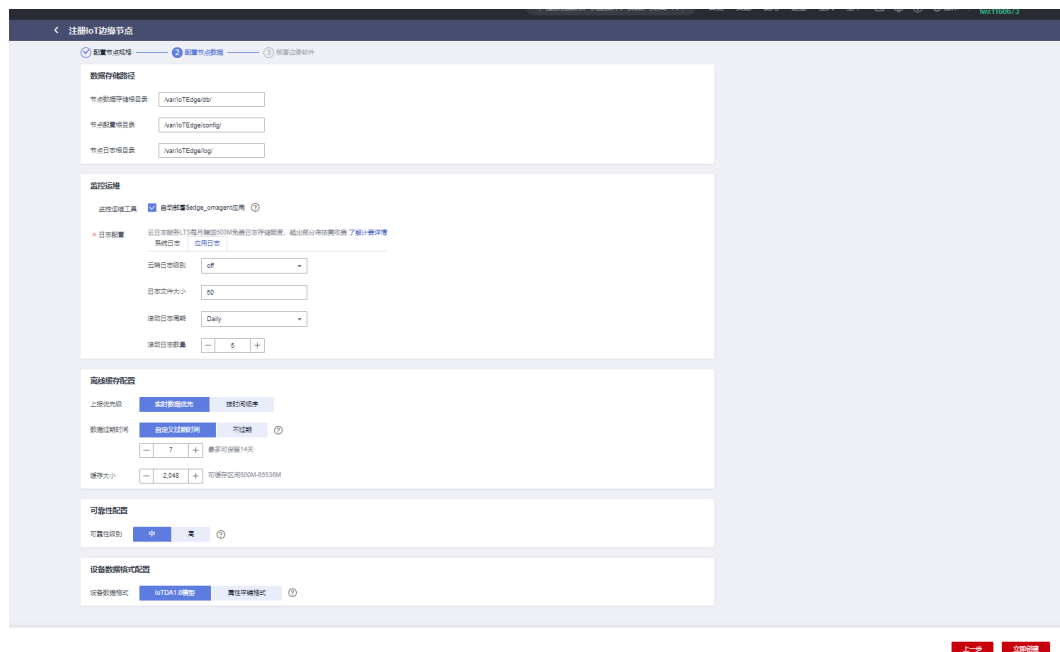 lwx1160673
注册IoT边缘节点
配置节点规格 2 配置节点数据 3 部署边缘软件
数据存储路径
节点数据存储根目录 /var/IoTEdge/db/
节点配置根目录 /var/IoTEdge/config/
节点日志根目录 /var/IoTEdge/log/
监控运维
监控运维工具 自动部署$edge_omagent应用
* 日志配置 云日志服务LTS每月赠送500M免费日志存储额度，超出部分将按需收费 了解计费详情
系统日志 应用日志
云端日志级别 off
日志文件大小 50
滚动日志周期 Daily
滚动日志数量 5
离线缓存配置
上报优先级 实时数据优先 按时间顺序
数据过期时间 自定义过期时间 不过期
7 最多可保留14天
缓存大小 2,048 可缓存区间500M-65536M
可靠性配置
可靠性级别 中 高
设备数据格式配置
设备数据格式 IoTDA1.0模型 属性平铺格式
上一步 立即创建